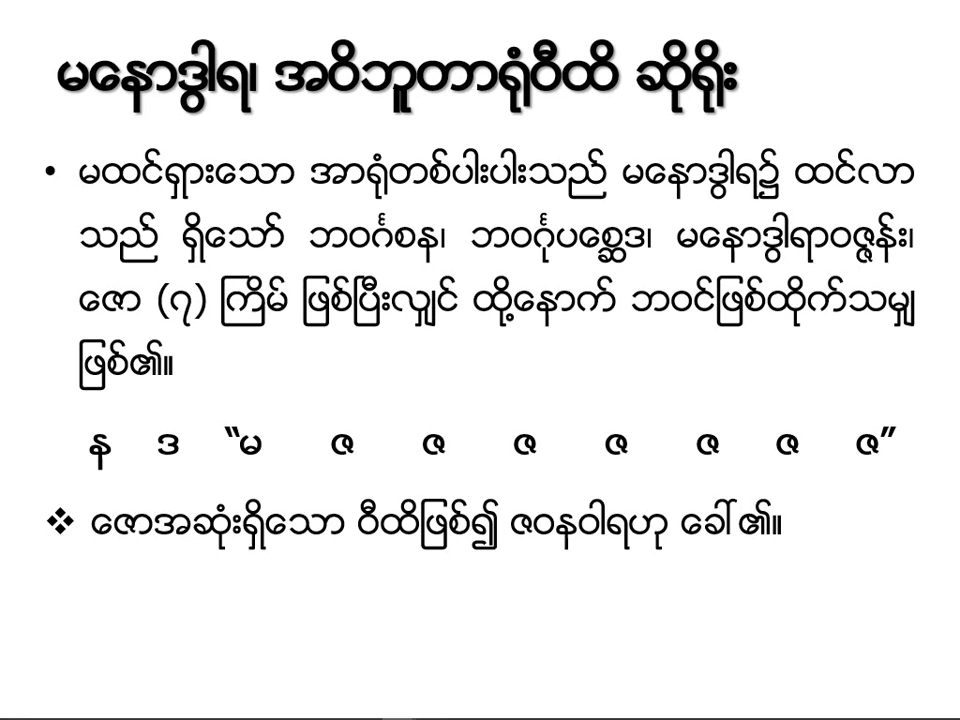 မနောဒွါရ၊ အဝိဘူတာရုံဝီထိ ဆိုရိုး
• မထင်ရှားသော အာရုံတစ်ပါးပါးသည် မနောဒွါရ၌ ထင်လာ
သည် ရှိသော် ဘဝင်္ဂစန၊ ဘဝင်္ဂုပစ္ဆေဒ၊ မနောဒွါရာဝဇ္ဇန်း၊
ဇော (၇) ကြိမ် ဖြစ်ပြီးလျှင် ထို့နောက် ဘဝင်ဖြစ်ထိုက်သမျှ
ဖြစ်၏။
န ဒ “မ ဇ ဇ ဇ ဇ ဇ ဇ ဇ”
❖ ဇောအဆုံးရှိသော ဝီထိဖြစ်၍ ဇဝနဝါရဟု ခေါ်၏။